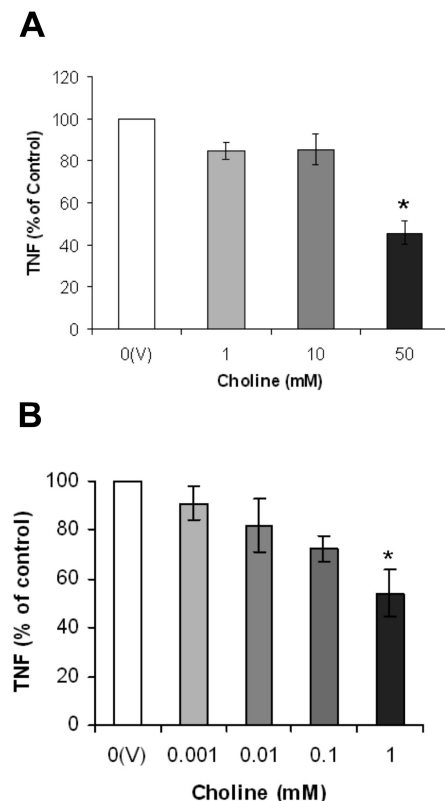 A
120
100
80
60
40
20
0
TNF (% of Control)
*
0(V) 1 10 50
Choline (mM)
B
100
80
60
40
20
0
TNF (% of control)
*
0(V) 0.001 0.01 0.1 1
Choline (mM)